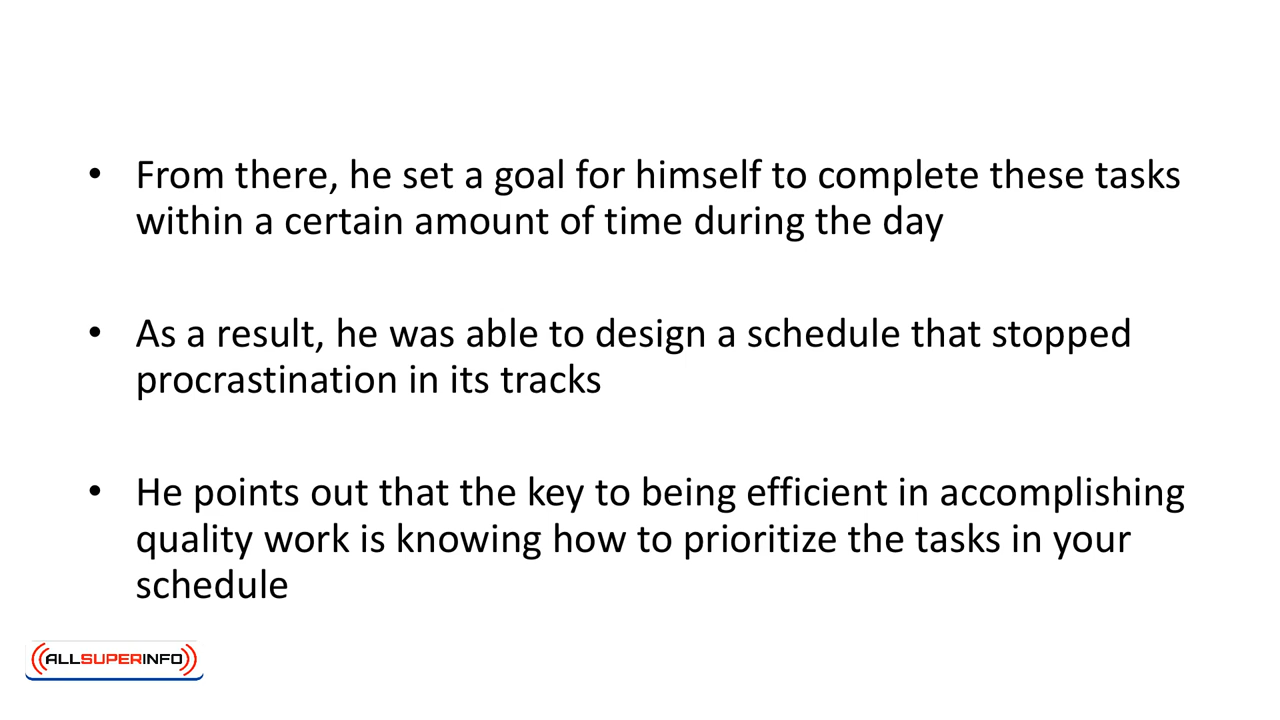 • From there, he set a goal for himself to complete these tasks
within a certain amount of time during the day
• As a result, he was able to design a schedule that stopped
procrastination in its tracks
• He points out that the key to being efficient in accomplishing
quality work is knowing how to prioritize the tasks in your
schedule
ALLSUPERINFO